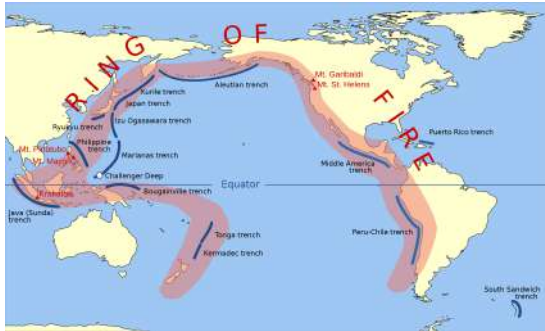 RING OF FIRE
Mt. Garibaldi
Mt. St. Helens
Aleutian trench
Kurile trench
Japan trench
Izu Ogasawara trench
Ryukyu trench
Puerto Rico trench
Philippine
trench
Mt. Pinatubo
Mt. Mayon
Marianas trench
Middle America
trench
Challenger Deep
Equator
Krakatoa
Bougainville trench
Java (Sunda)
trench
Tonga trench
Peru-Chile trench
Kermadec trench
South Sandwich
trench